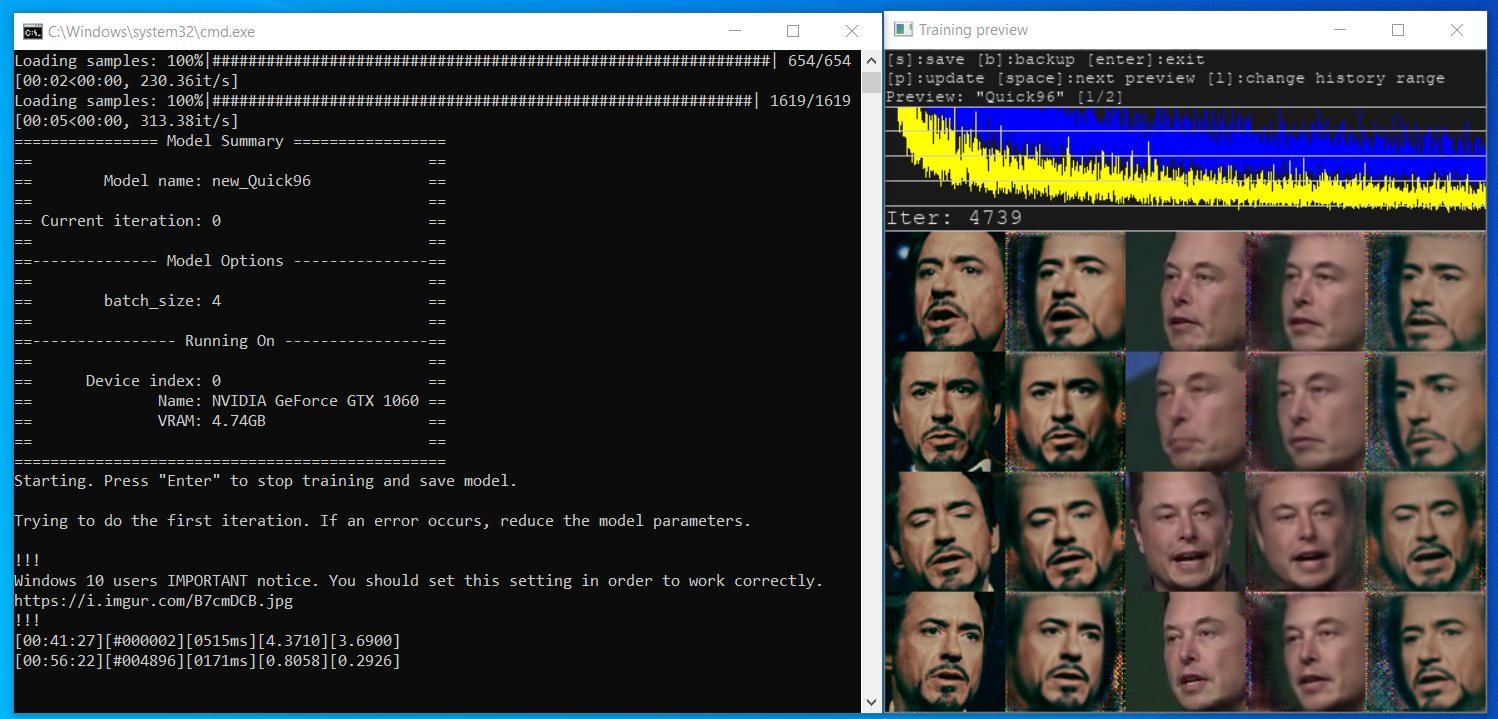 C:\Windows\system32\cmd.exe
Loading samples: 100%|##############################################################| 654/654
[00:02<00:00, 230.36it/s]
Loading samples: 100%|############################################################| 1619/1619
[00:05<00:00, 313.38it/s]
================ Model Summary =================
==                                            ==
==        Model name: new_Quick96             ==
==                                            ==
== Current iteration: 0                       ==
==                                            ==
==-------------- Model Options ---------------==
==                                            ==
==        batch_size: 4                       ==
==                                            ==
==---------------- Running On ----------------==
==                                            ==
==      Device index: 0                       ==
==              Name: NVIDIA GeForce GTX 1060 ==
==              VRAM: 4.74GB                  ==
==                                            ==
================================================
Starting. Press "Enter" to stop training and save model.
Trying to do the first iteration. If an error occurs, reduce the model parameters.
!!!
Windows 10 users IMPORTANT notice. You should set this setting in order to work correctly.
https://i.imgur.com/B7cmDCB.jpg
!!!
[00:41:27][#000002][0515ms][4.3710][3.6900]
[00:56:22][#004896][0171ms][0.8058][0.2926]
Training preview
[s]:save [b]:backup [enter]:exit
[p]:update [space]:next preview [l]:change history range
Preview: "Quick96" [1/2]
Iter: 4739